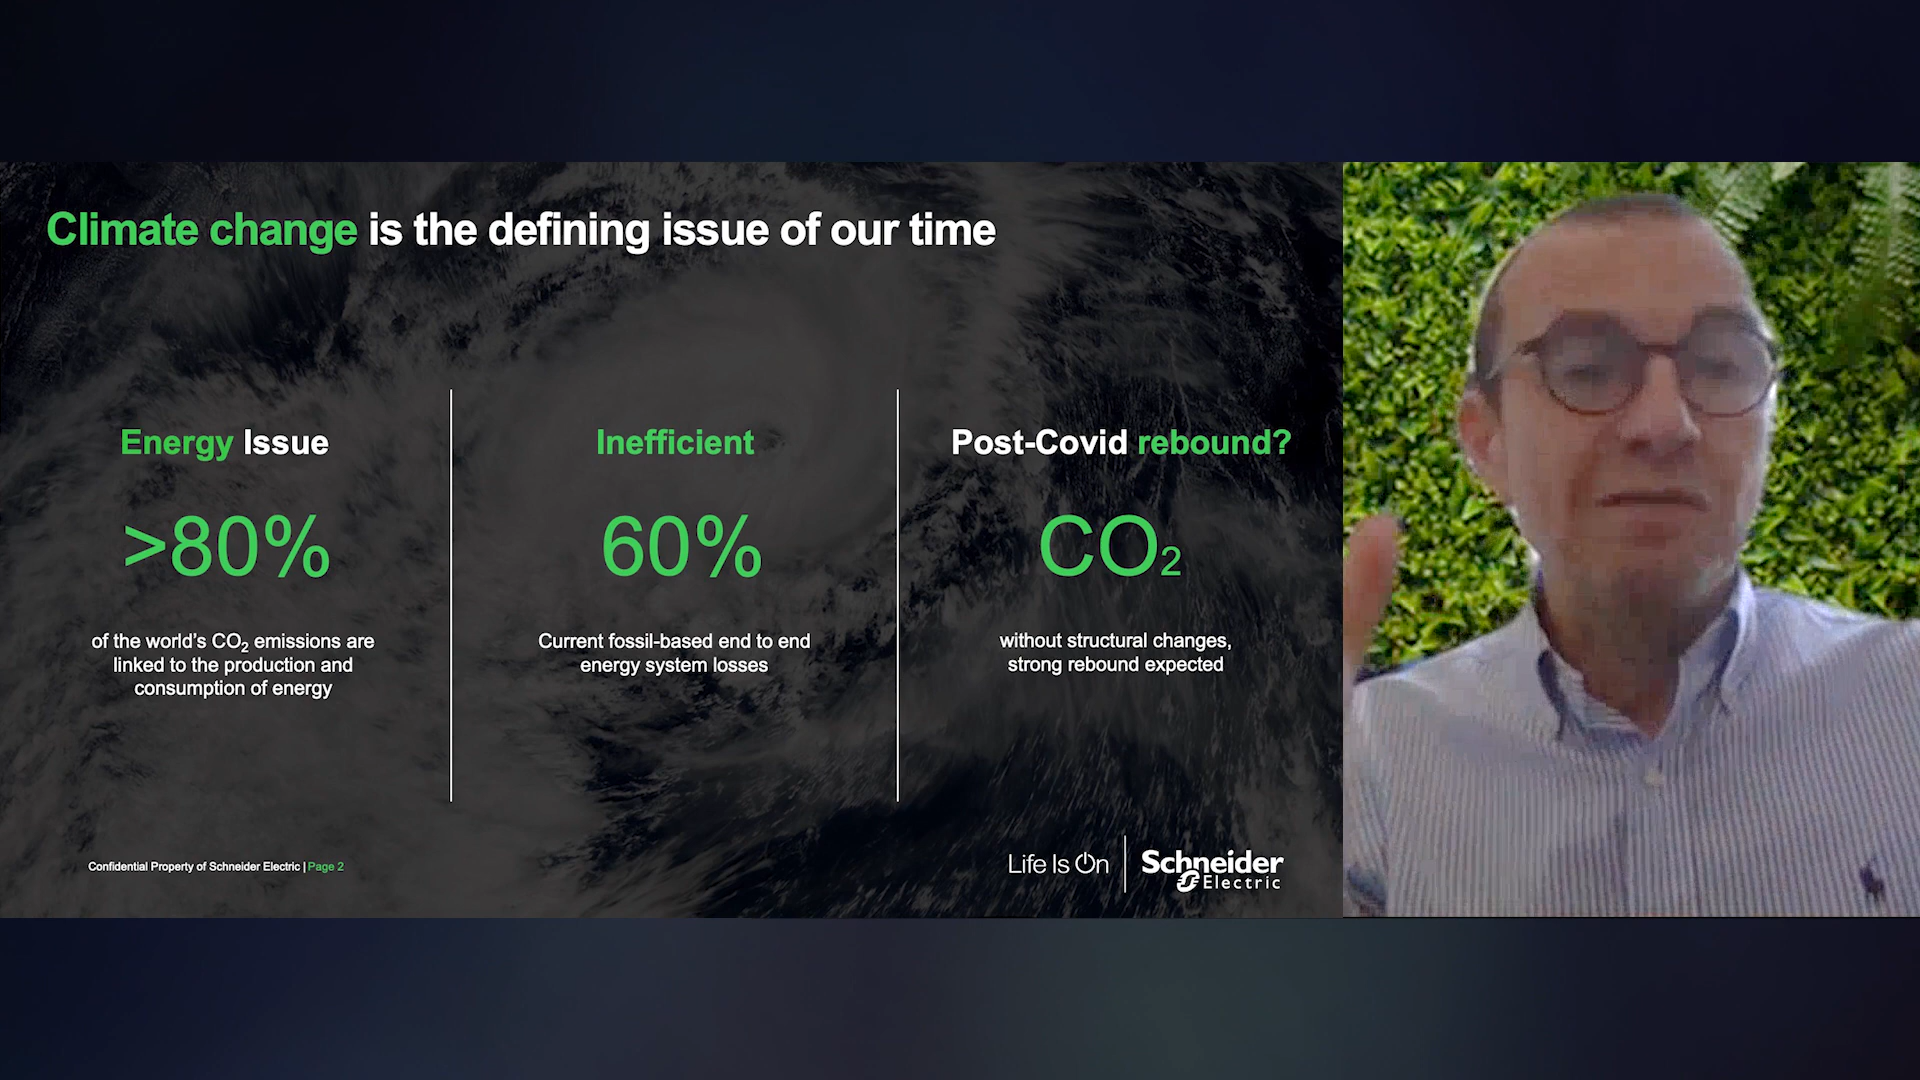 Climate change is the defining issue of our time
Energy Issue
>80%
of the world's CO₂ emissions are
linked to the production and
consumption of energy
Inefficient
60%
Current fossil-based end to end
energy system losses
Post-Covid rebound?
CO₂
without structural changes,
strong rebound expected
Confidential Property of Schneider Electric | Page 2
Life Is On
Schneider
Electric